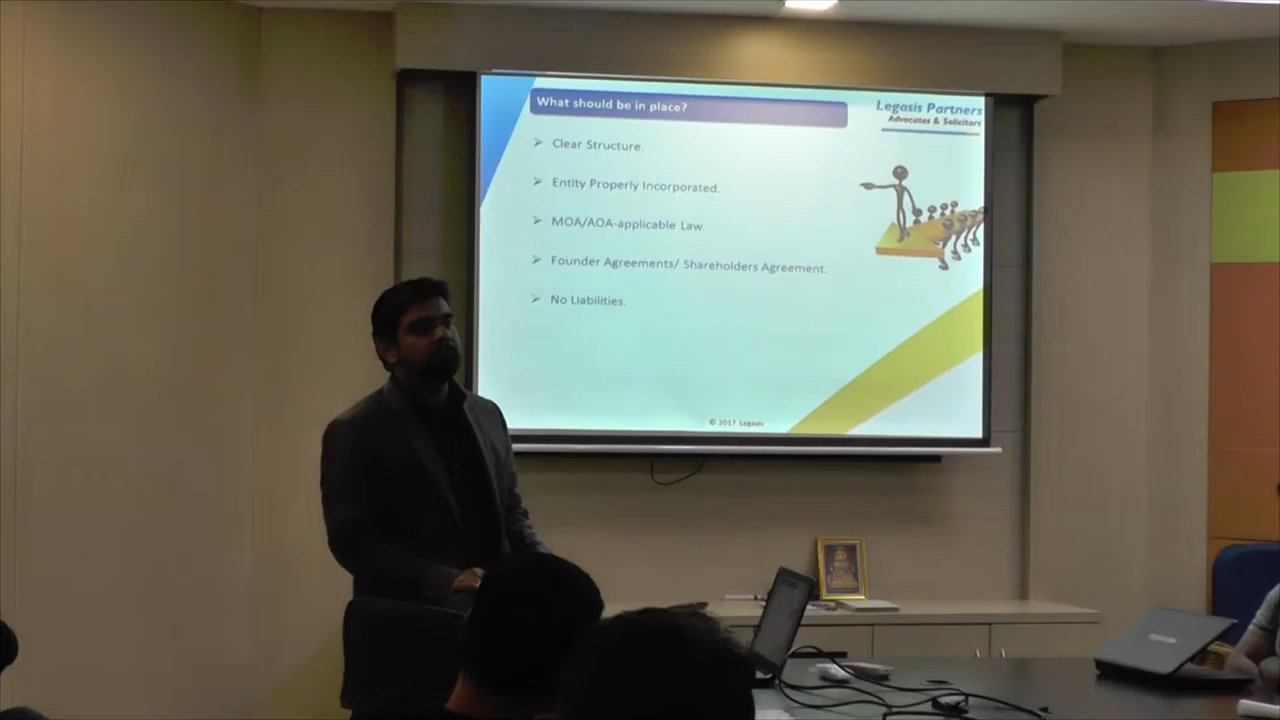 What should be in place?
Legasis Partners
Advocates & Solicitors
➢ Clear Structure.
➢ Entity Properly Incorporated.
➢ MOA/AOA-applicable Law.
➢ Founder Agreements/ Shareholders Agreement.
➢ No Liabilities.
© 2017 Legasis